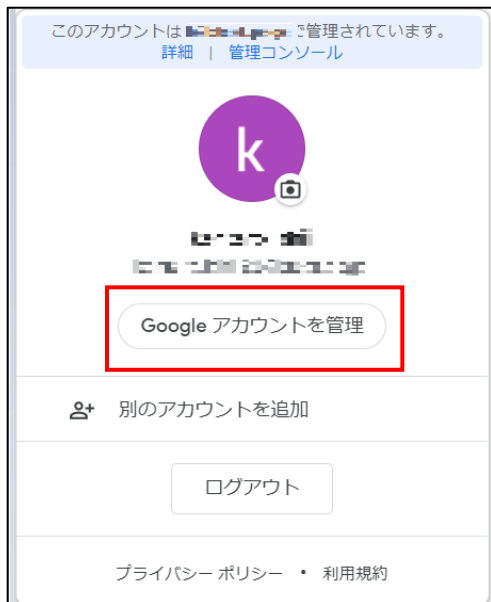 このアカウントは で管理されています。
詳細 | 管理コンソール
k
Google アカウントを管理
別のアカウントを追加
ログアウト
プライバシー ポリシー • 利用規約